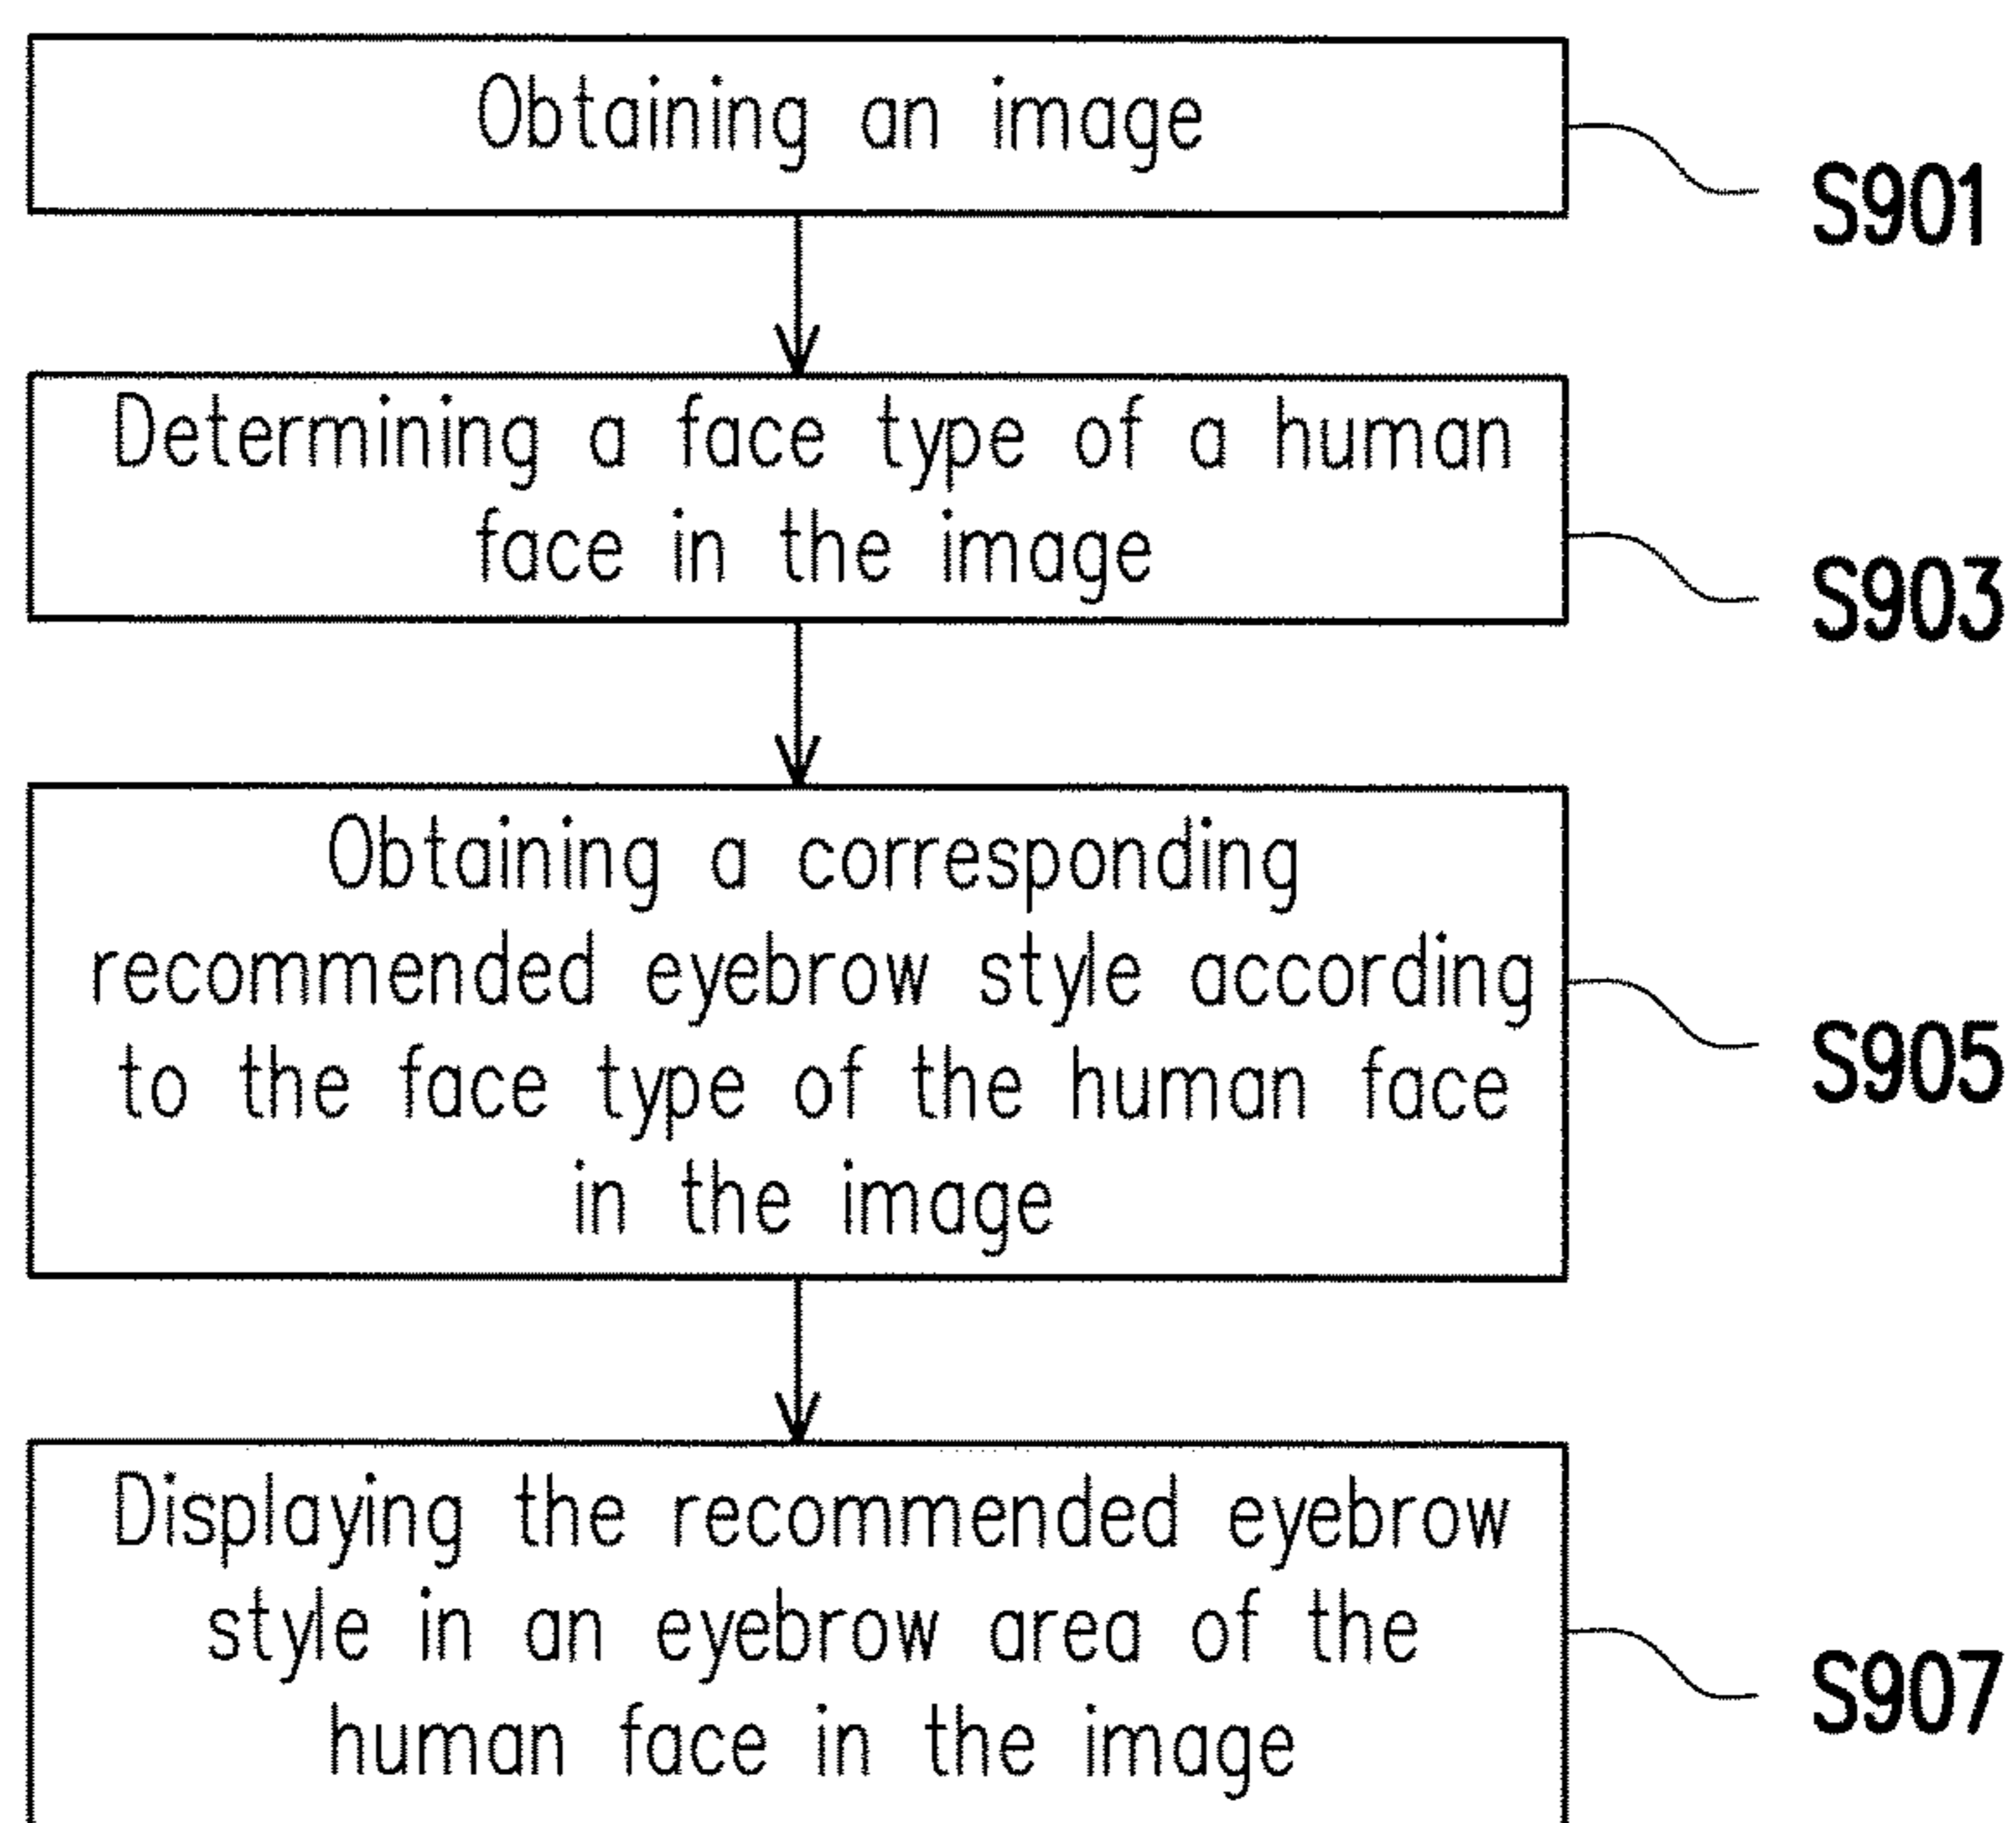 Obtaining an image
S901
Determining a face type of a human
face in the image
S903
Obtaining a corresponding
recommended eyebrow style according
to the face type of the human face
in the image
S905
Displaying the recommended eyebrow
style in an eyebrow area of the
human face in the image
S907